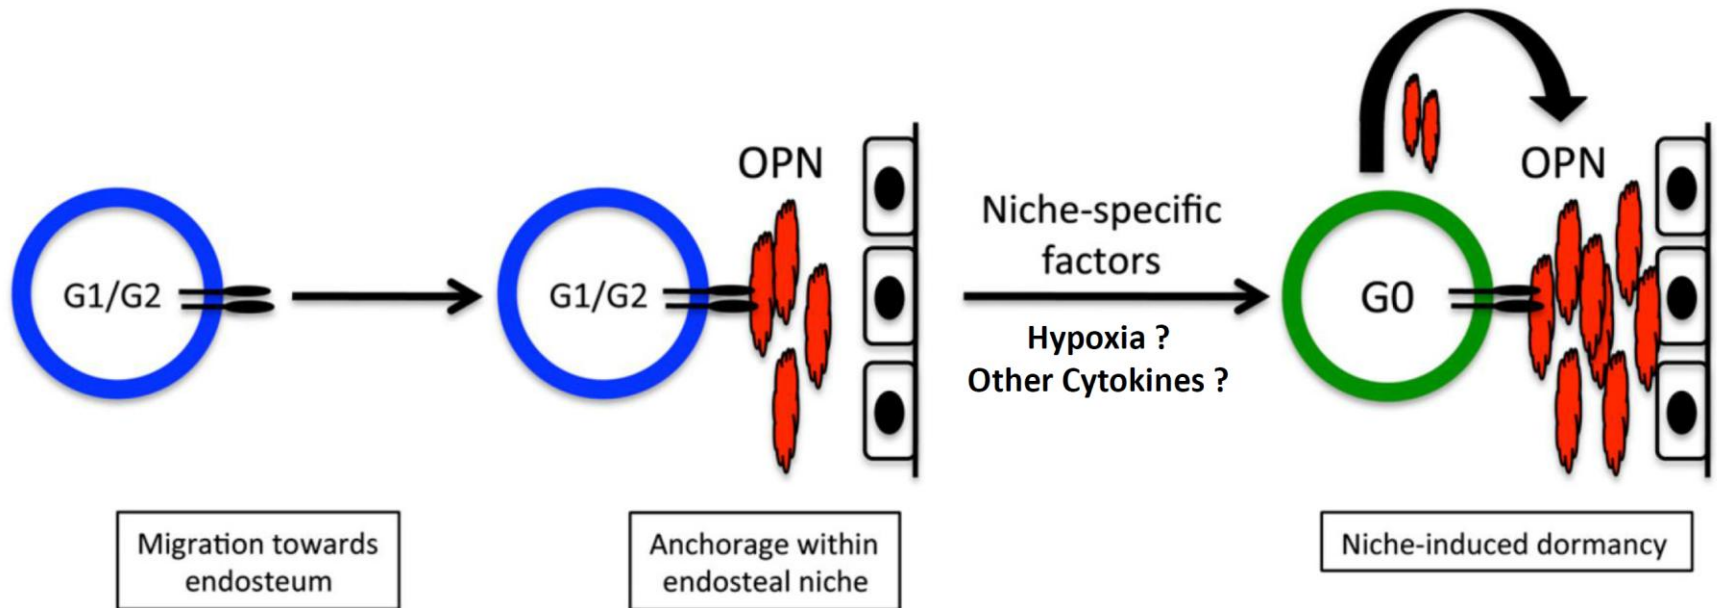 G1/G2
Migration towards
endosteum
G1/G2
OPN
Anchorage within
endosteal niche
Niche-specific
factors
Hypoxia ?
Other Cytokines ?
G0
OPN
Niche-induced dormancy